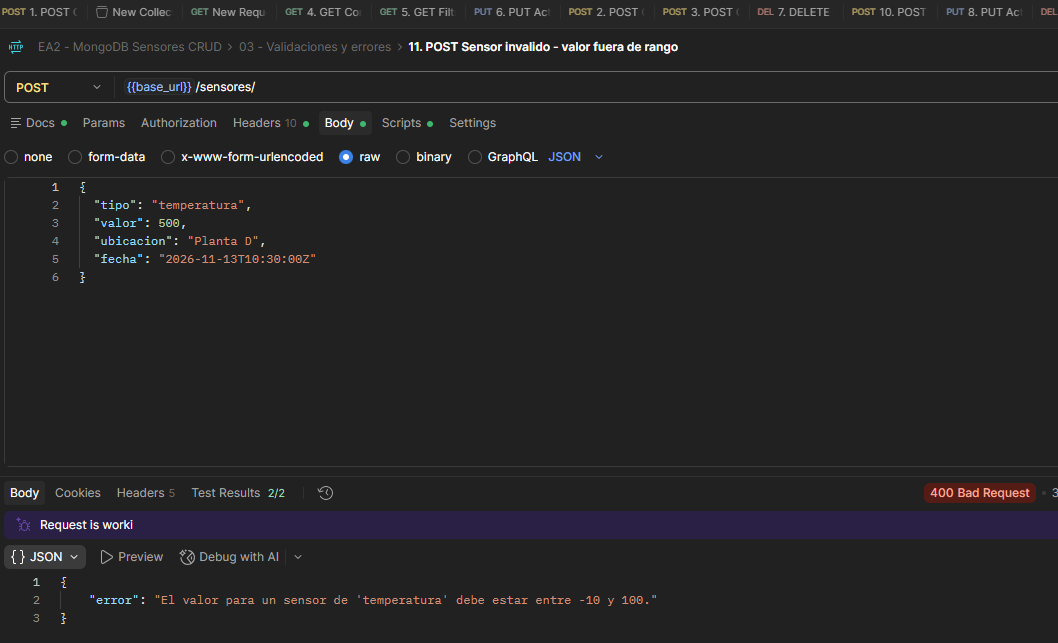 POST 1. POST
New Collec
GET New Requ
GET 4. GET Co
GET 5. GET Filt
PUT 6. PUT Ac
POST 2. POST
POST 3. POST
DEL 7. DELETE
POST 10. POST
PUT 8. PUT Ac
DEL
HTTP EA2 - MongoDB Sensores CRUD > 03 - Validaciones y errores > 11. POST Sensor invalido - valor fuera de rango
POST {{base_url}} /sensores/
Docs Params Authorization Headers 10 Body Scripts Settings
none form-data x-www-form-urlencoded raw binary GraphQL JSON
1 {
2 "tipo": "temperatura",
3 "valor": 500,
4 "ubicacion": "Planta D",
5 "fecha": "2026-11-13T10:30:00Z"
6 }
Body Cookies Headers 5 Test Results 2/2 400 Bad Request • 3
Request is worki
{} JSON Preview Debug with AI
1 {
2 "error": "El valor para un sensor de 'temperatura' debe estar entre -10 y 100."
3 }